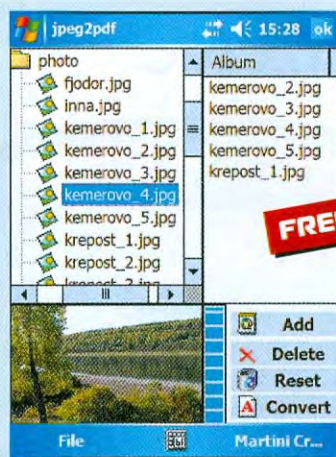 jpeg2pdf 15:28 ok
photo
fjodor.jpg
inna.jpg
kemerovo_1.jpg
kemerovo_2.jpg
kemerovo_3.jpg
kemerovo_4.jpg
kemerovo_5.jpg
krepost_1.jpg
krepost_2.jpg
Album
kemerovo_2.jpg
kemerovo_3.jpg
kemerovo_4.jpg
kemerovo_5.jpg
krepost_1.jpg
FREE
Add
Delete
Reset
Convert
File Martini Cr...